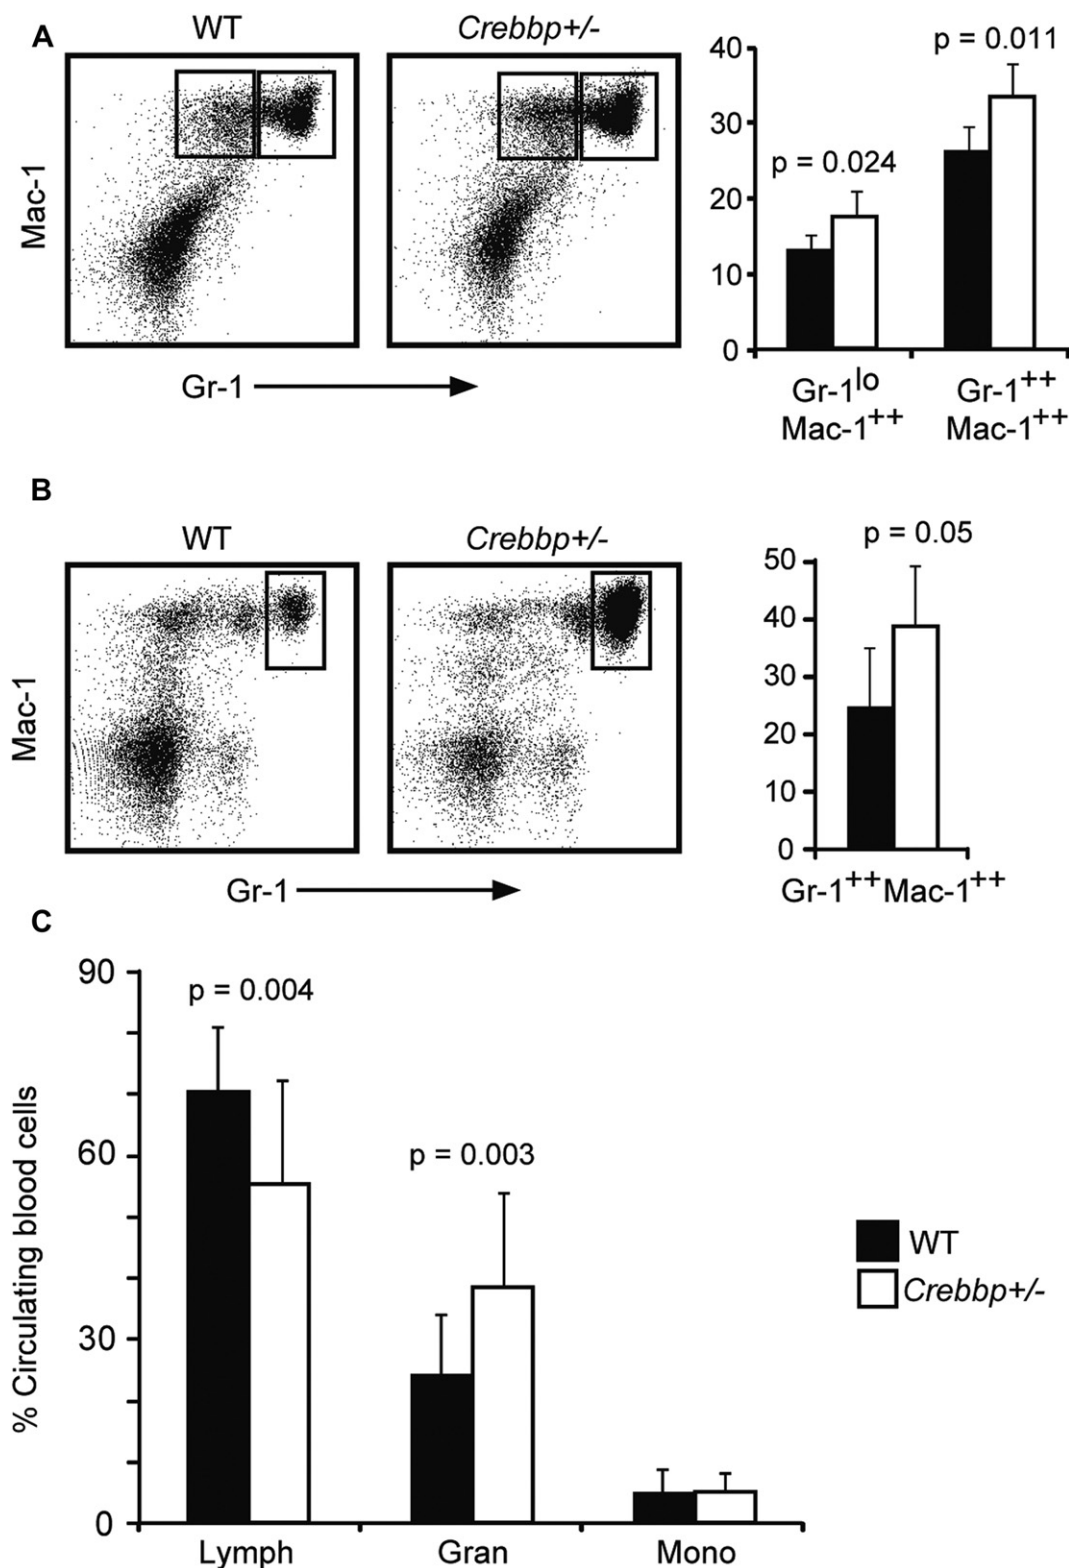 A
WT
Crebbp+/-
Mac-1
Gr-1
40
30
20
10
0
p = 0.024
p = 0.011
Gr-1lo
Mac-1++
Gr-1++
Mac-1++
B
WT
Crebbp+/-
Mac-1
Gr-1
50
40
30
20
10
0
p = 0.05
Gr-1++Mac-1++
C
% Circulating blood cells
90
60
30
0
p = 0.004
p = 0.003
Lymph
Gran
Mono
WT
Crebbp+/-